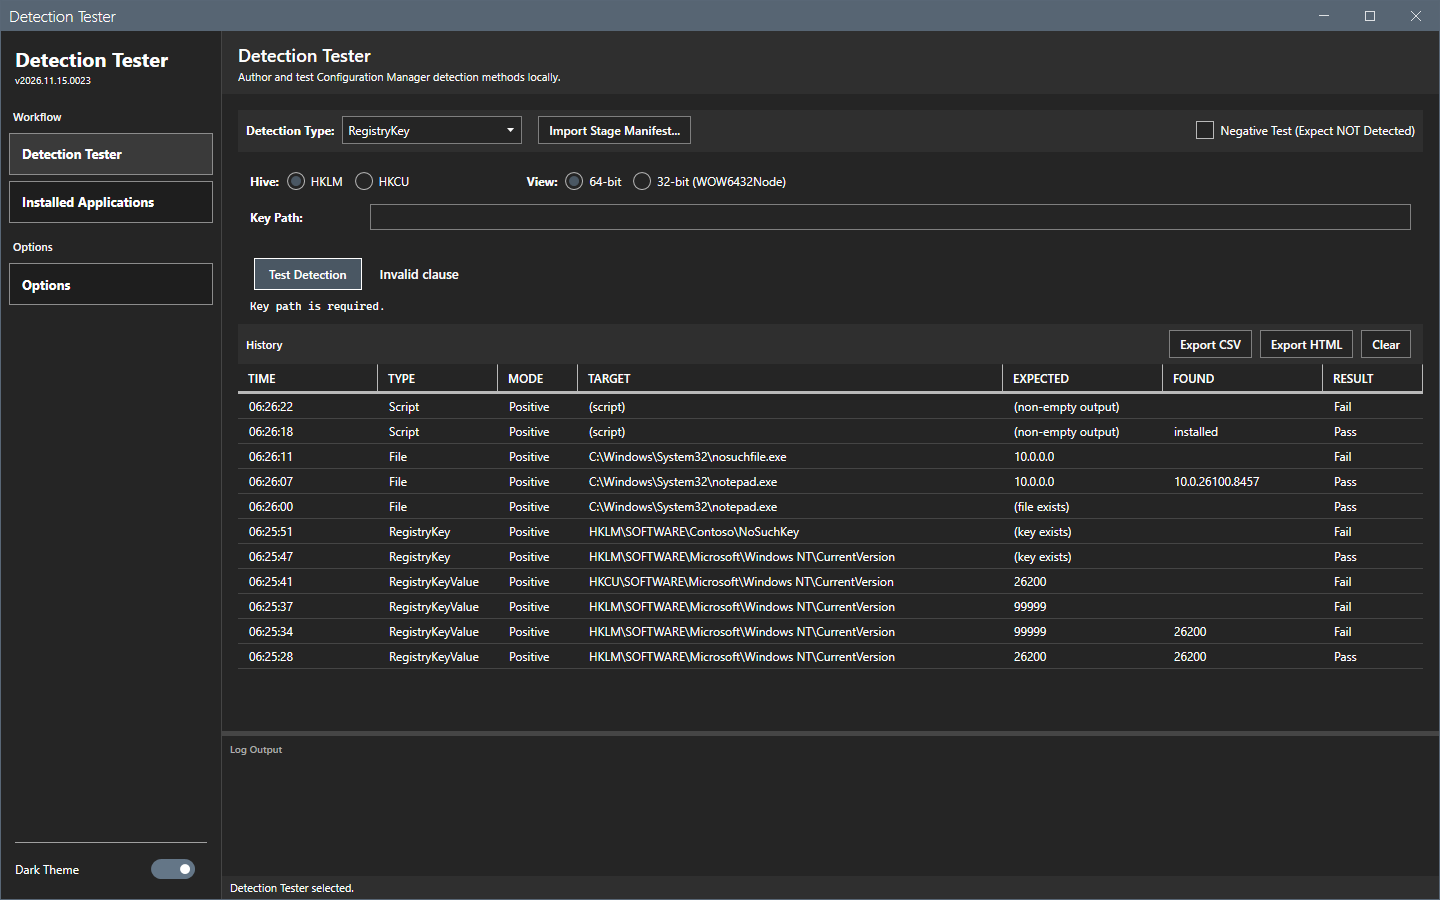 Detection Tester
Detection Tester
v2026.11.15.0023
Workflow
Detection Tester
Installed Applications
Options
Options
Dark Theme
Detection Tester
Author and test Configuration Manager detection methods locally.
Detection Type: RegistryKey Import Stage Manifest... Negative Test (Expect NOT Detected)
Hive: HKLM HKCU View: 64-bit 32-bit (WOW6432Node)
Key Path:
Test Detection Invalid clause
Key path is required.
History Export CSV Export HTML Clear
TIME TYPE MODE TARGET EXPECTED FOUND RESULT
06:26:22 Script Positive (script) (non-empty output) Fail
06:26:18 Script Positive (script) (non-empty output) installed Pass
06:26:11 File Positive C:\Windows\System32\nosuchfile.exe 10.0.0.0 Fail
06:26:07 File Positive C:\Windows\System32\notepad.exe 10.0.0.0 10.0.26100.8457 Pass
06:26:00 File Positive C:\Windows\System32\notepad.exe (file exists) Pass
06:25:51 RegistryKey Positive HKLM\SOFTWARE\Contoso\NoSuchKey (key exists) Fail
06:25:47 RegistryKey Positive HKLM\SOFTWARE\Microsoft\Windows NT\CurrentVersion (key exists) Pass
06:25:41 RegistryKeyValue Positive HKCU\SOFTWARE\Microsoft\Windows NT\CurrentVersion 26200 Fail
06:25:37 RegistryKeyValue Positive HKLM\SOFTWARE\Microsoft\Windows NT\CurrentVersion 99999 Fail
06:25:34 RegistryKeyValue Positive HKLM\SOFTWARE\Microsoft\Windows NT\CurrentVersion 99999 26200 Fail
06:25:28 RegistryKeyValue Positive HKLM\SOFTWARE\Microsoft\Windows NT\CurrentVersion 26200 26200 Pass
Log Output
Detection Tester selected.